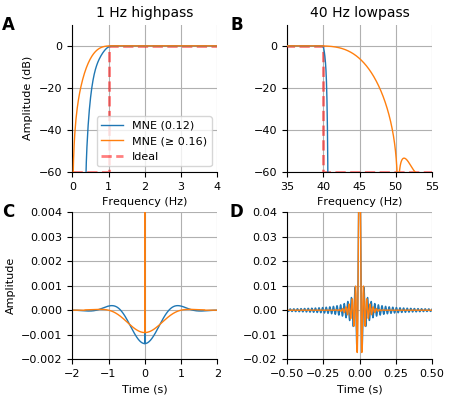 A 1 Hz highpass
B 40 Hz lowpass
Amplitude (dB)
0
−20
−40
−60
0 1 2 3 4
Frequency (Hz)
MNE (0.12)
MNE (≥ 0.16)
Ideal
0
−20
−40
−60
35 40 45 50 55
Frequency (Hz)
C
Amplitude
0.004
0.003
0.002
0.001
0.000
−0.001
−0.002
−2 −1 0 1 2
Time (s)
D
0.04
0.03
0.02
0.01
0.00
−0.01
−0.02
−0.50 −0.25 0.00 0.25 0.50
Time (s)